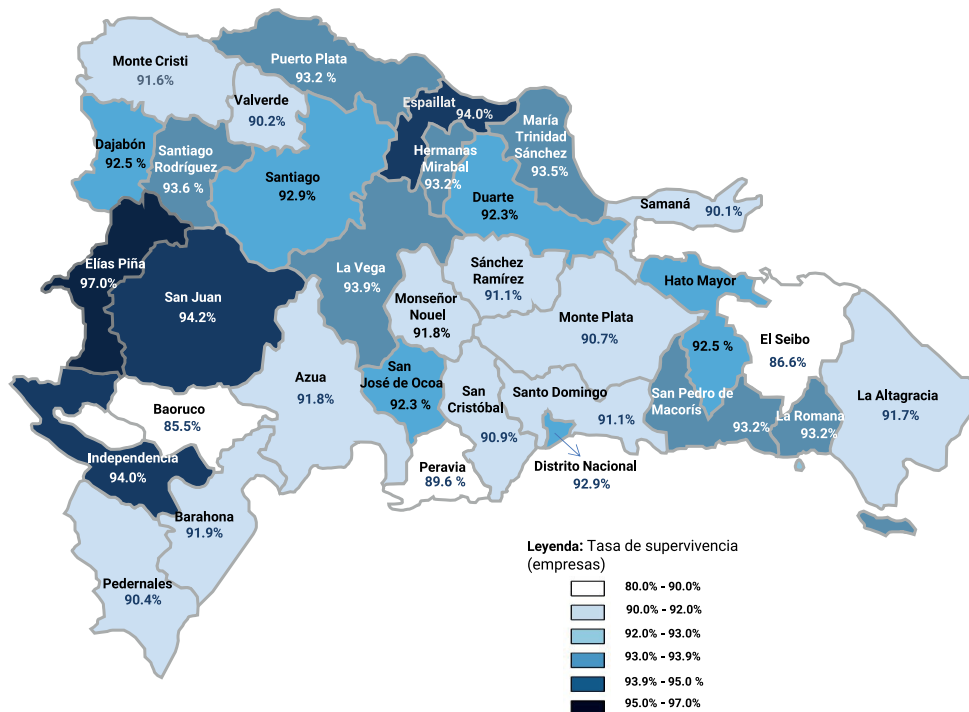 Monte Cristi
91.6%
Puerto Plata
93.2 %
Valverde
90.2%
Espaillat
94.0%
María
Trinidad
Sánchez
93.5%
Dajabón
92.5 %
Santiago
Rodríguez
93.6 %
Hermanas
Mirabal
93.2%
Santiago
92.9%
Duarte
92.3%
Samaná
90.1%
Elías Piña
97.0%
San Juan
94.2%
La Vega
93.9%
Sánchez
Ramírez
91.1%
Hato Mayor
92.5 %
Monseñor
Nouel
91.8%
Monte Plata
90.7%
El Seibo
86.6%
Azua
91.8%
San
José de Ocoa
92.3 %
San
Cristóbal
90.9%
Santo Domingo
91.1%
San Pedro de
Macorís
93.2%
La Romana
93.2%
La Altagracia
91.7%
Baoruco
85.5%
Independencia
94.0%
Peravia
89.6 %
Distrito Nacional
92.9%
Barahona
91.9%
Pedernales
90.4%
Leyenda: Tasa de supervivencia
(empresas)
80.0% - 90.0%
90.0% - 92.0%
92.0% - 93.0%
93.0% - 93.9%
93.9% - 95.0 %
95.0% - 97.0%